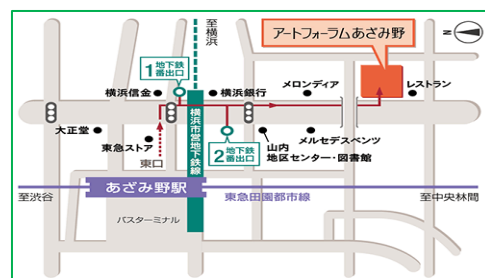 至横浜
アートフォーラムあざみ野
N
1 地下鉄
番出口
横浜信金
横浜銀行
メロンディア
レストラン
大正堂
東急ストア
東口
横浜市営地下鉄線
2 地下鉄
番出口
山内
地区センター・図書館
メルセデスベンツ
至渋谷
あざみ野駅
東急田園都市線
至中央林間
バスターミナル